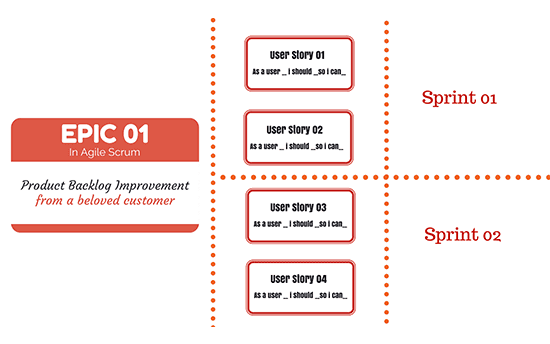 EPIC 01
In Agile Scrum
Product Backlog Improvement
from a beloved customer
User Story 01
As a user _ i should _so i can_
User Story 02
As a user _ i should _so i can_
Sprint 01
User Story 03
As a user _ i should _so i can_
User Story 04
As a user _ i should _so i can_
Sprint 02